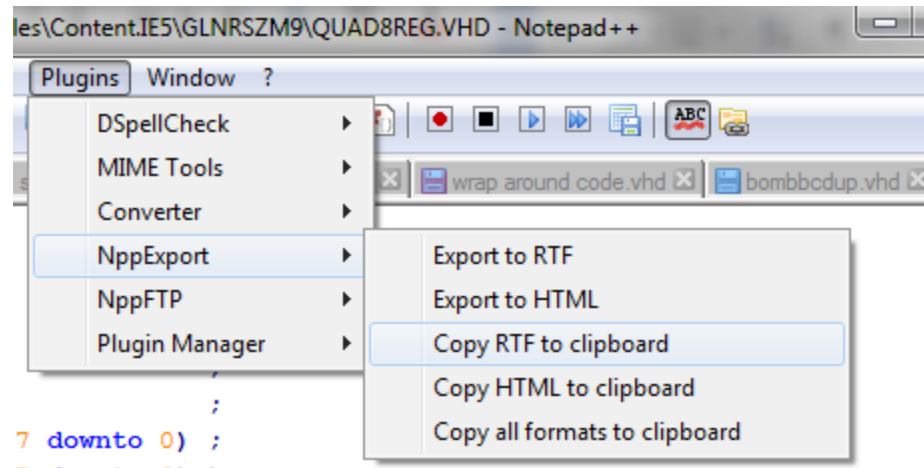 les\Content.IE5\GLNRSZM9\QUAD8REG.VHD - Notepad++
Plugins Window ?
ABC
wrap around code.vhd bombbcdup.vhd
DSpellCheck
MIME Tools
Converter
NppExport
NppFTP
Plugin Manager
Export to RTF
Export to HTML
Copy RTF to clipboard
Copy HTML to clipboard
Copy all formats to clipboard
;
;
7 downto 0) ;